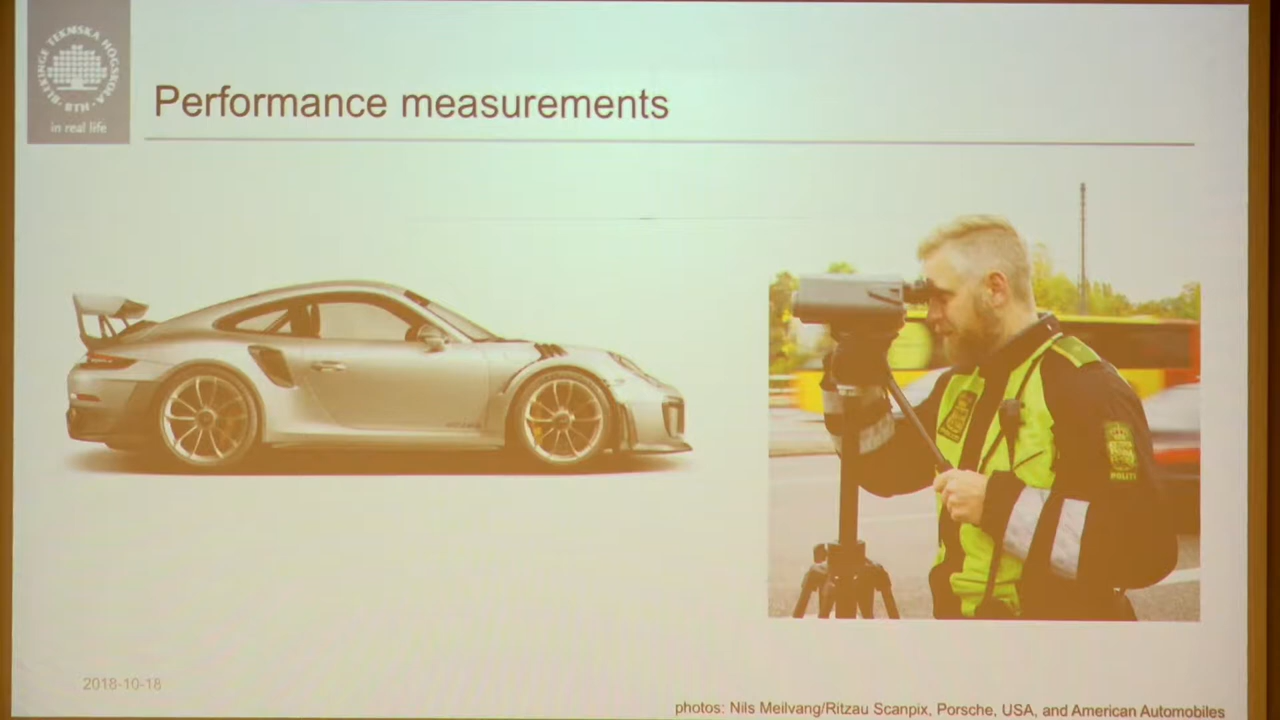 BLEKINGE TEKNISKA HÖGSKOLA
· BTH ·
in real life
Performance measurements
POLITI
2018-10-18
photos: Nils Meilvang/Ritzau Scanpix, Porsche, USA, and American Automobiles